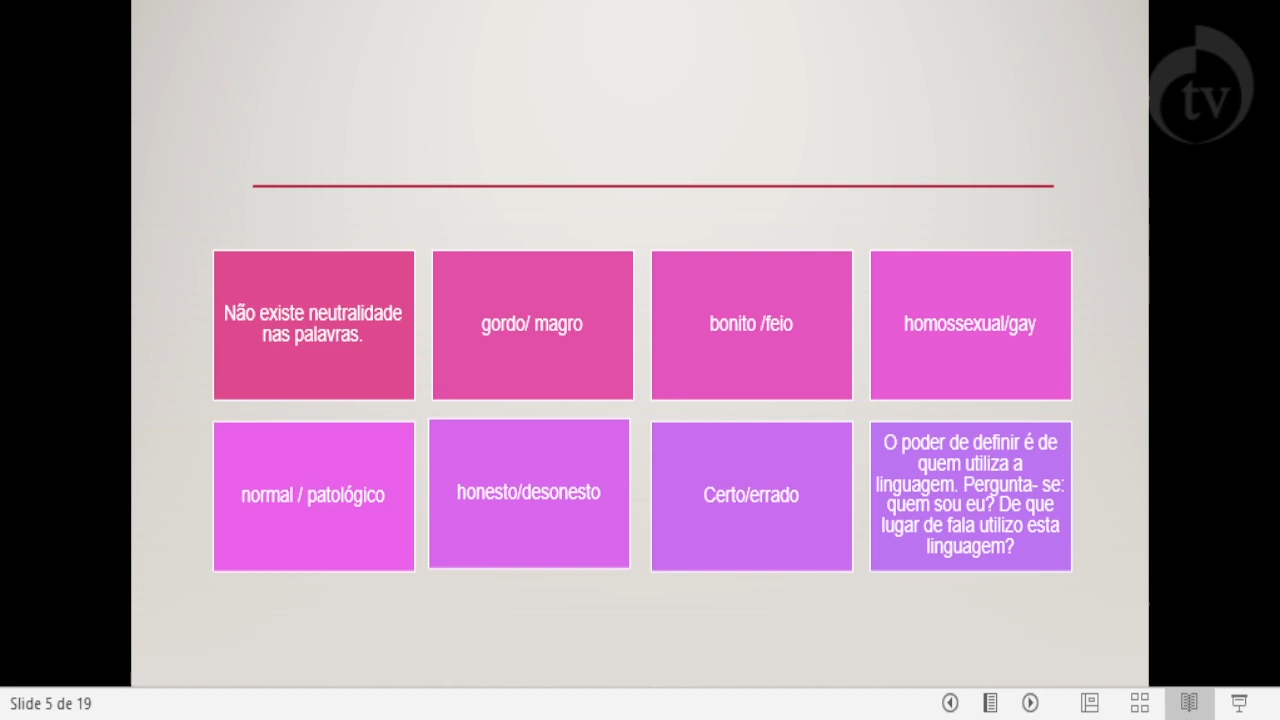 tv
Não existe neutralidade
nas palavras.
gordo/ magro
bonito /feio
homossexual/gay
normal / patológico
honesto/desonesto
Certo/errado
O poder de definir é de
quem utiliza a
linguagem. Pergunta- se:
quem sou eu? De que
lugar de fala utilizo esta
linguagem?
Slide 5 de 19